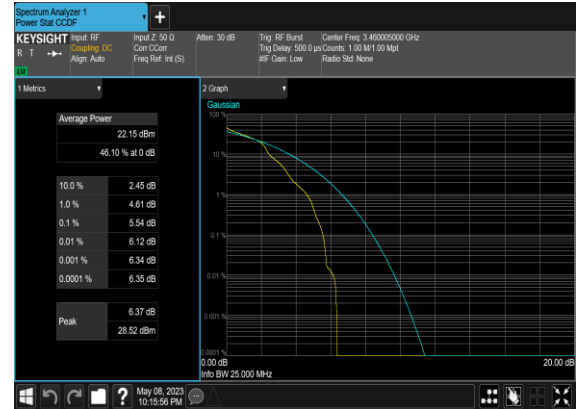 Spectrum Analyzer 1
Power Stat CCDF
+
KEYSIGHT Input: RF Input Z: 50 Ω Atten: 30 dB Trig: RF Burst Center Freq: 3.460005000 GHz
R T Coupling: DC Corr CCorr Trig Delay: 500.0 µs Counts: 1.00 M/1.00 Mpt
Align: Auto Freq Ref: Int (S) #IF Gain: Low Radio Std: None
LV
1 Metrics
2 Graph
Average Power
22.15 dBm
46.10 % at 0 dB
10.0 % 2.45 dB
1.0 % 4.61 dB
0.1 % 5.54 dB
0.01 % 6.12 dB
0.001 % 6.34 dB
0.0001 % 6.35 dB
Peak 6.37 dB
28.52 dBm
Gaussian
100 %
10 %
1 %
0.1 %
0.01 %
0.001 %
0.0001 %
0.00 dB 20.00 dB
Info BW 25.000 MHz
? May 08, 2023
10:15:56 PM